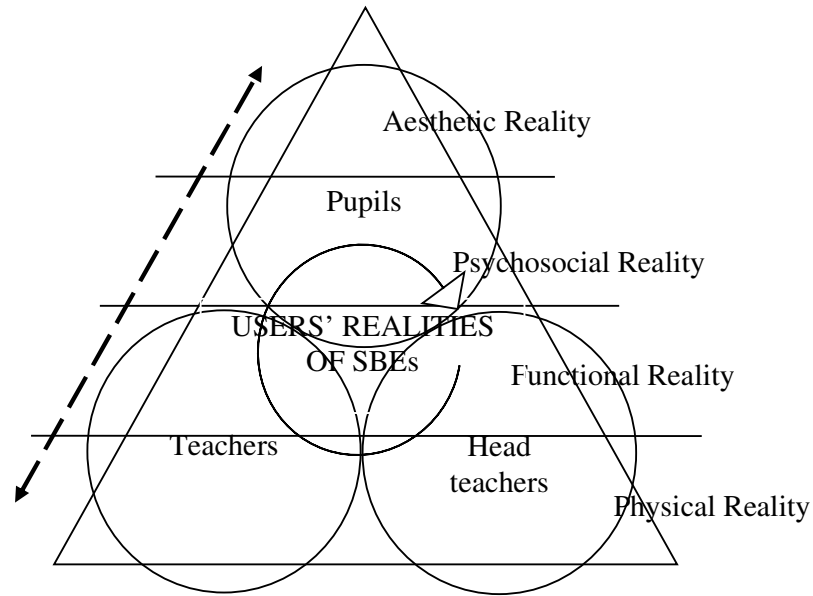 Aesthetic Reality
Pupils
Psychosocial Reality
USERS’ REALITIES
OF SBEs
Functional Reality
Teachers
Head
teachers
Physical Reality